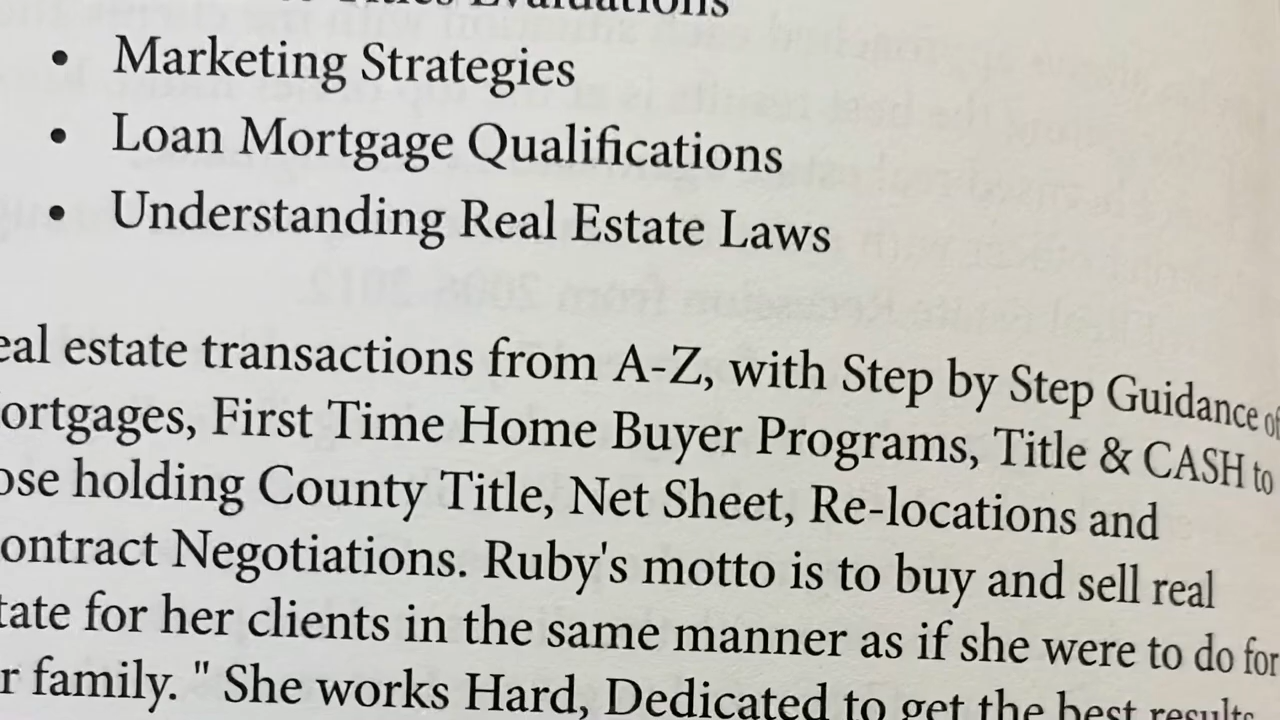 Titles Evaluations
• Marketing Strategies
• Loan Mortgage Qualifications
• Understanding Real Estate Laws
eal estate transactions from A-Z, with Step by Step Guidance of
ortgages, First Time Home Buyer Programs, Title & CASH to
ose holding County Title, Net Sheet, Re-locations and
ontract Negotiations. Ruby's motto is to buy and sell real
tate for her clients in the same manner as if she were to do for
r family. " She works Hard, Dedicated to get the best results